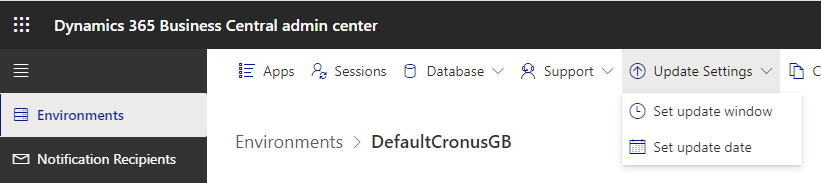 Dynamics 365 Business Central admin center
Apps Sessions Database Support Update Settings C
Environments
Set update window
Environments > DefaultCronusGB
Set update date
Notification Recipients